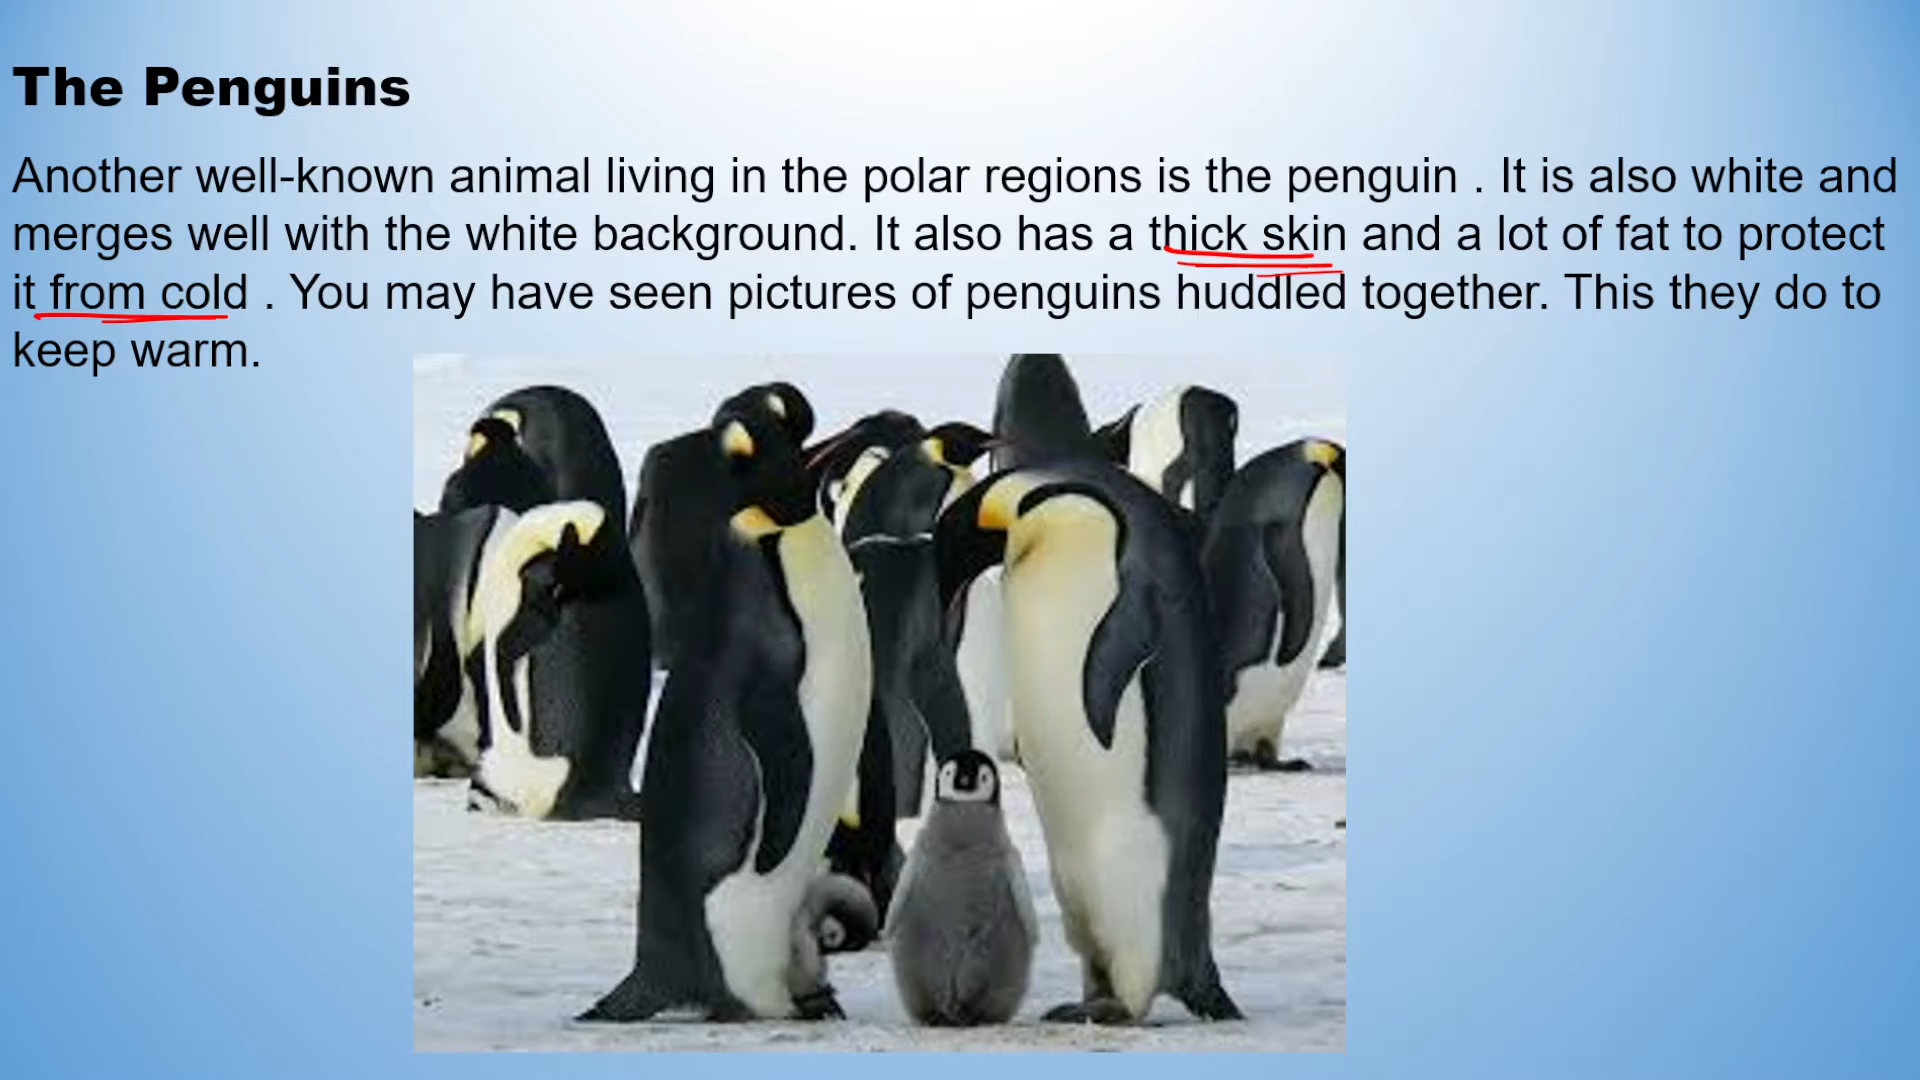 The Penguins
Another well-known animal living in the polar regions is the penguin . It is also white and
merges well with the white background. It also has a thick skin and a lot of fat to protect
it from cold . You may have seen pictures of penguins huddled together. This they do to
keep warm.